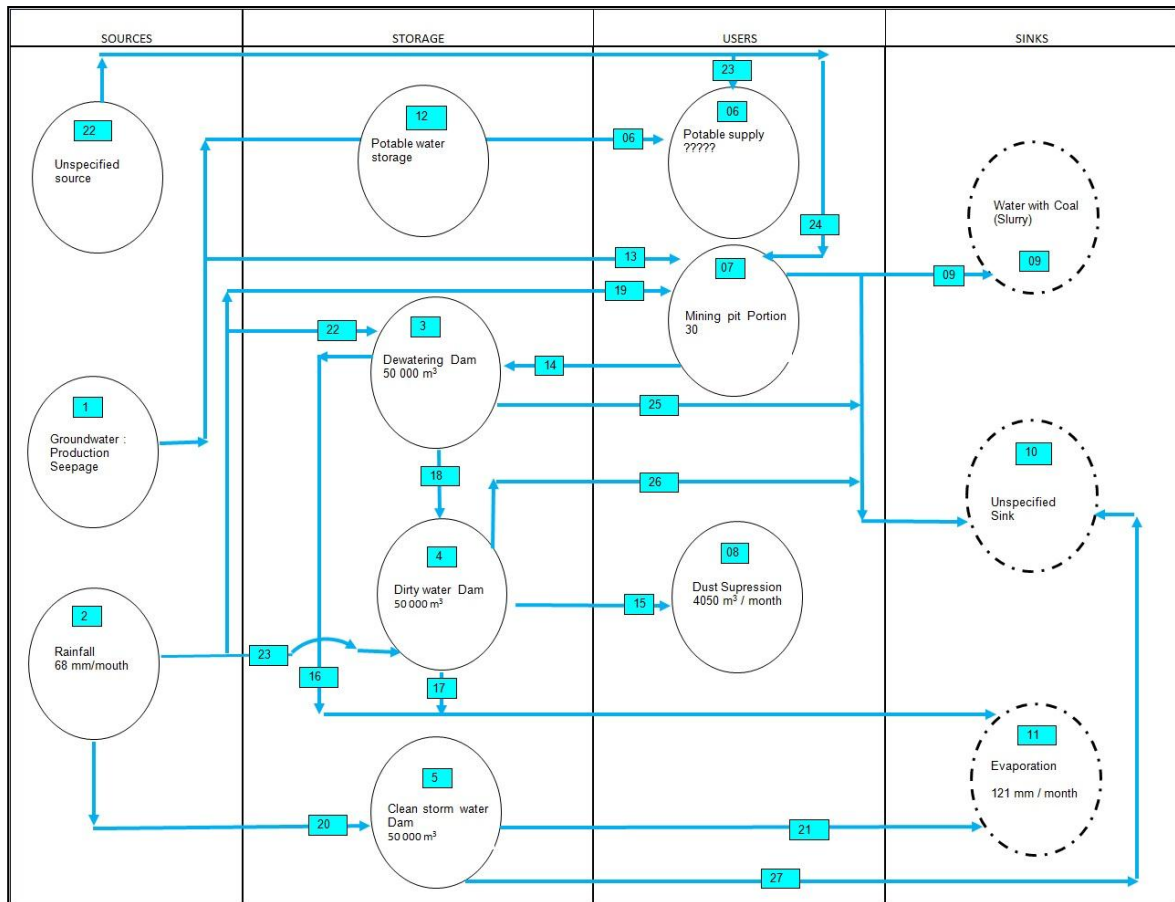 SOURCES
STORAGE
USERS
SINKS
22
Unspecified
source
12
Potable water
storage
23
06
06
Potable supply
?????
24
Water with Coal
(Slurry)
09
13
07
Mining pit Portion
30
09
19
22
3
Dewatering Dam
50 000 m³
14
25
1
Groundwater :
Production
Seepage
18
26
10
Unspecified
Sink
4
Dirty water Dam
50 000 m³
15
08
Dust Supression
4050 m³ / month
2
Rainfall
68 mm/mouth
23
16
17
11
Evaporation
121 mm / month
5
Clean storm water
Dam
50 000 m³
20
21
27